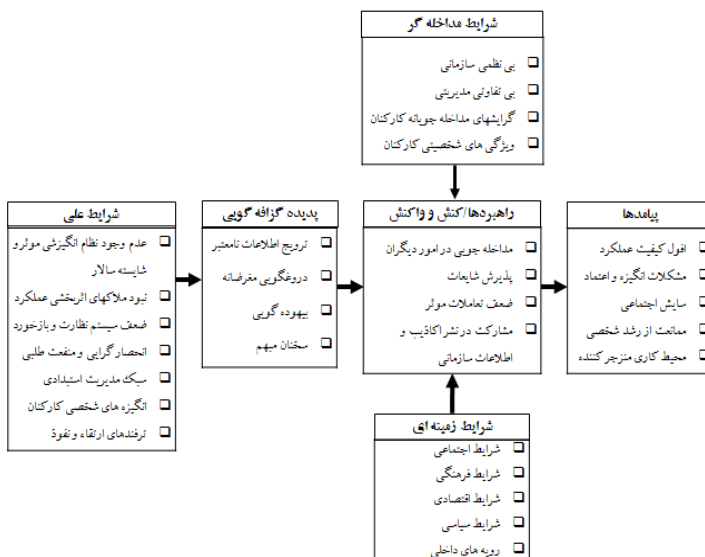 شرایط مداخله گر
بی نظمی سازمانی
بی تفاوتی مدیریتی
گرایشهای مداخله جویانه کارکنان
ویژگی های شخصیتی کارکنان
شرایط علی
عدم وجود نظام انگیزشی موثر و
شایسته سالار
نبود ملاکهای اثربخشی عملکرد
ضعف سیستم نظارت و بازخورد
انحصار گرایی و منفعت طلبی
سبک مدیریت استبدادی
انگیزه های شخصی کارکنان
ترفندهای ارتقاء و نفوذ
پدیده گزافه گویی
ترویج اطلاعات نامعتبر
دروغگویی مغرضانه
بیهوده گویی
سخنان مبهم
راهبردها/کنش و واکنش
مداخله جویی در امور دیگران
پذیرش شایعات
ضعف تعاملات موثر
مشارکت در نشر اکاذیب و
اطلاعات سازمانی
پیامدها
افول کیفیت عملکرد
مشکلات انگیزه و اعتماد
سایش اجتماعی
ممانعت از رشد شخصی
محیط کاری منزجر کننده
شرایط زمینه ای
شرایط اجتماعی
شرایط فرهنگی
شرایط اقتصادی
شرایط سیاسی
رویه های داخلی